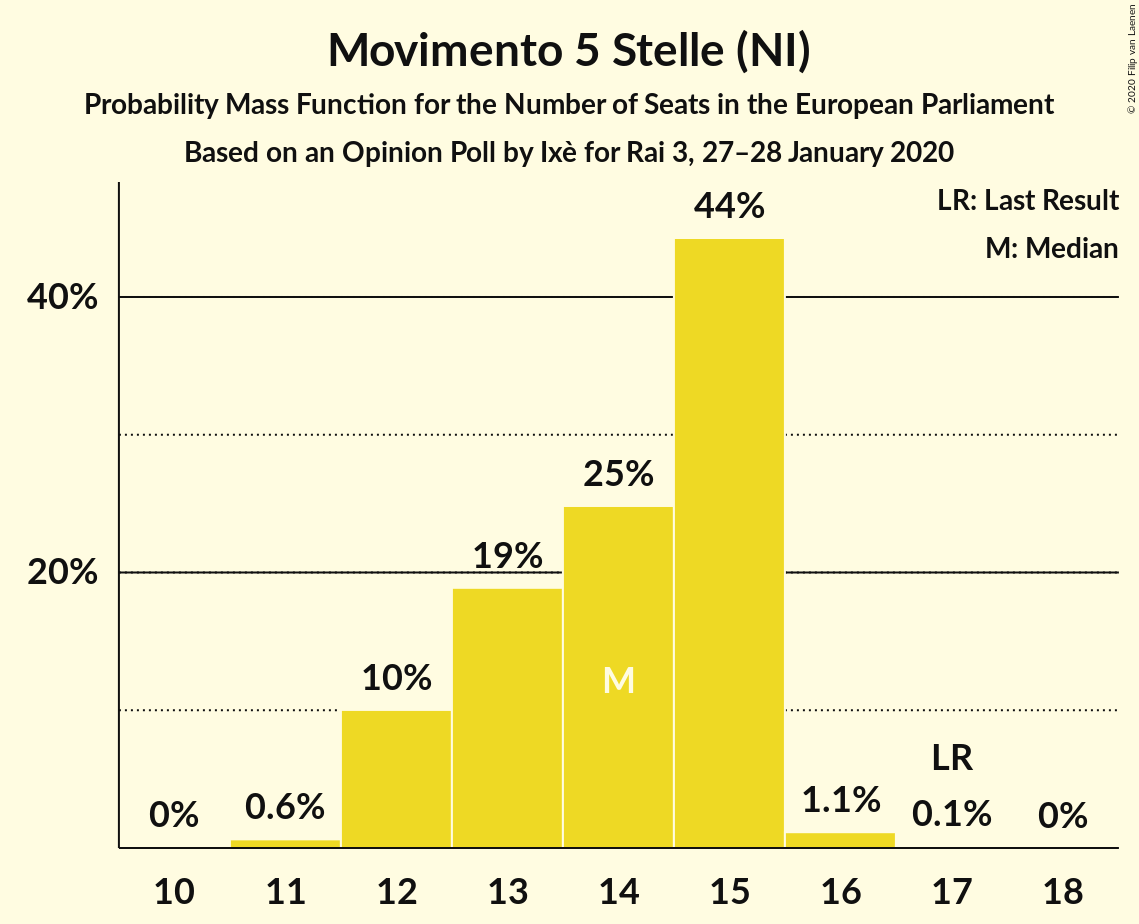 Movimento 5 Stelle (NI)
Probability Mass Function for the Number of Seats in the European Parliament
Based on an Opinion Poll by Ixè for Rai 3, 27–28 January 2020
© 2020 Filip van Laenen
LR: Last Result
M: Median
44%
40%
25%
19%
20%
10%
M
LR
0%
0.6%
1.1%
0.1%
0%
10 11 12 13 14 15 16 17 18